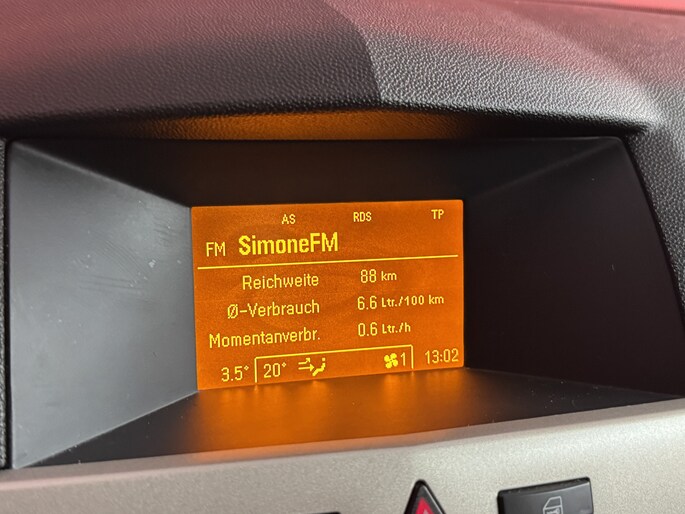 AS RDS TP
FM SimoneFM
Reichweite 88 km
Ø-Verbrauch 6.6 Ltr./100 km
Momentanverbr. 0.6 Ltr./h
3.5° 20° 1 13:02